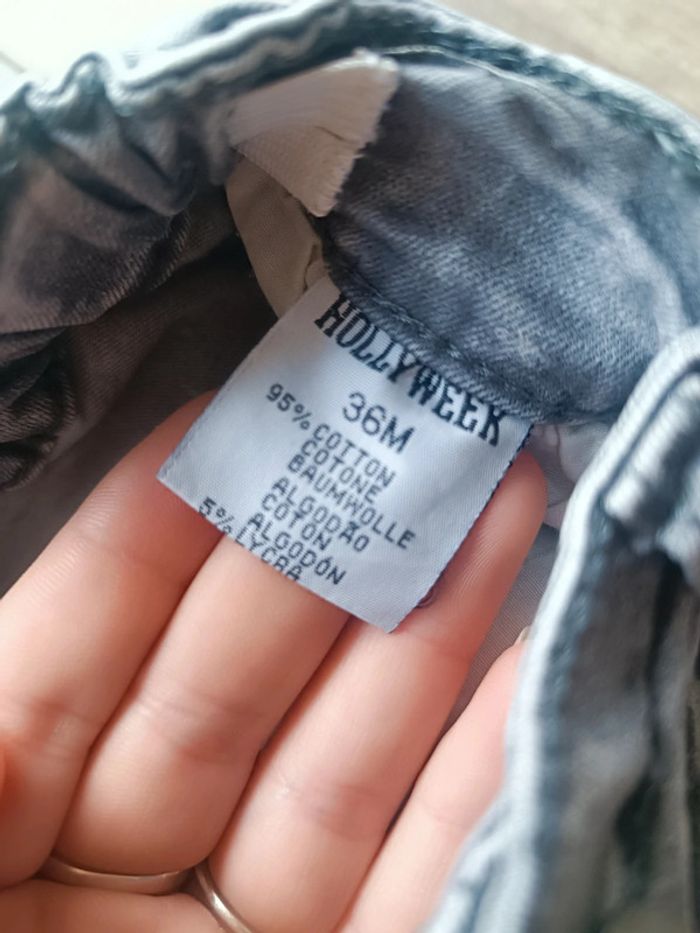 HOLLYWEEK
36M
95% COTTON
COTONE
BAUMWOLLE
ALGODÃO
COTON
ALGODÓN
5% LYCRA